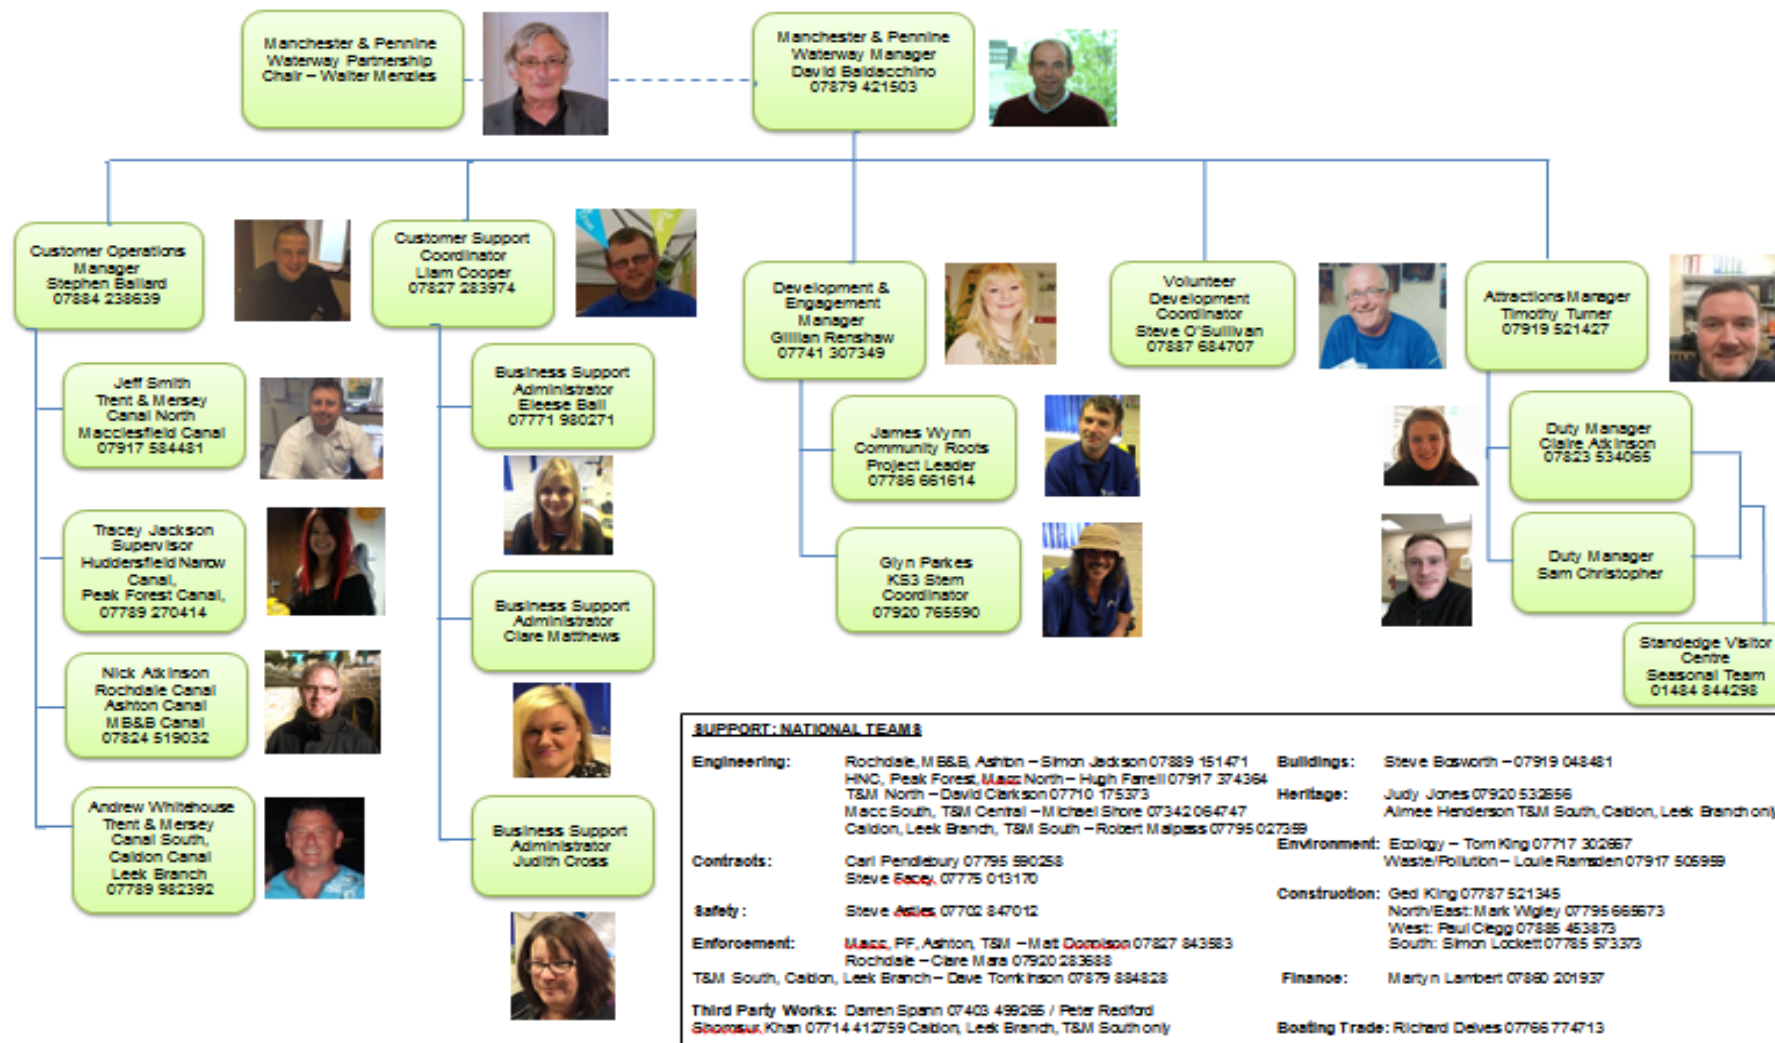 Manchester & Pennine
Waterway Partnership
Chair – Walter Menzies
Manchester & Pennine
Waterway Manager
David Baldacchino
07879 421503
Customer Operations
Manager
Stephen Ballard
07884 238639
Customer Support
Coordinator
Liam Cooper
07827 283974
Development &
Engagement
Manager
Gillian Renshaw
07741 307349
Volunteer
Development
Coordinator
Steve O'Sullivan
07887 684707
Attractions Manager
Timothy Turner
07919 521427
Jeff Smith
Trent & Mersey
Canal North
Macclesfield Canal
07917 584481
Tracey Jackson
Supervisor
Huddersfield Narrow
Canal,
Peak Forest Canal,
07789 270414
Nick Atkinson
Rochdale Canal
Ashton Canal
MB&B Canal
07824 519032
Andrew Whitehouse
Trent & Mersey
Canal South,
Caldon Canal
Leek Branch
07789 982392
Business Support
Administrator
Eleese Ball
07771 980271
Business Support
Administrator
Clare Matthews
Business Support
Administrator
Judith Cross
James Wynn
Community Roots
Project Leader
07786 661614
Glyn Parkes
KS3 Stem
Coordinator
07920 765590
Duty Manager
Claire Atkinson
07823 534065
Duty Manager
Sam Christopher
Standedge Visitor
Centre
Seasonal Team
01484 844298
SUPPORT: NATIONAL TEAMS
Engineering: Rochdale, MB&B, Ashton – Simon Jackson 07889 151471
HNC, Peak Forest, Macc North – Hugh Farrell 07917 374364
T&M North – David Clarkson 07710 175373
Macc South, T&M Central – Michael Shore 07342 064747
Caldon, Leek Branch, T&M South – Robert Malpass 07795 027359
Contracts: Carl Pendlebury 07795 590258
Steve 07775 013170
Safety: Steve 07702 847012
Enforcement: Macc, PF, Ashton, T&M – Matt 07827 843583
Rochdale – Clare Mara 07920 283688
T&M South, Caldon, Leek Branch – Dave Tomkinson 07879 884828
Third Party Works: Darren Spann 07403 499265 / Peter Redford
Khan 07714 412759 Caldon, Leek Branch, T&M South only
Buildings: Steve Bosworth – 07919 048481
Heritage: Judy Jones 07920 532656
Aimee Henderson T&M South, Caldon, Leek Branch only
Environment: Ecology – Tom King 07717 302667
Waste/Pollution – Louie Ramsden 07917 505959
Construction: Ged King 07787 521345
North/East: Mark Wigley 07795 665673
West: Paul Clegg 07885 453873
South: Simon Lockett 07785 573373
Finance: Martyn Lambert 07860 201937
Boating Trade: Richard Delves 07766 774713